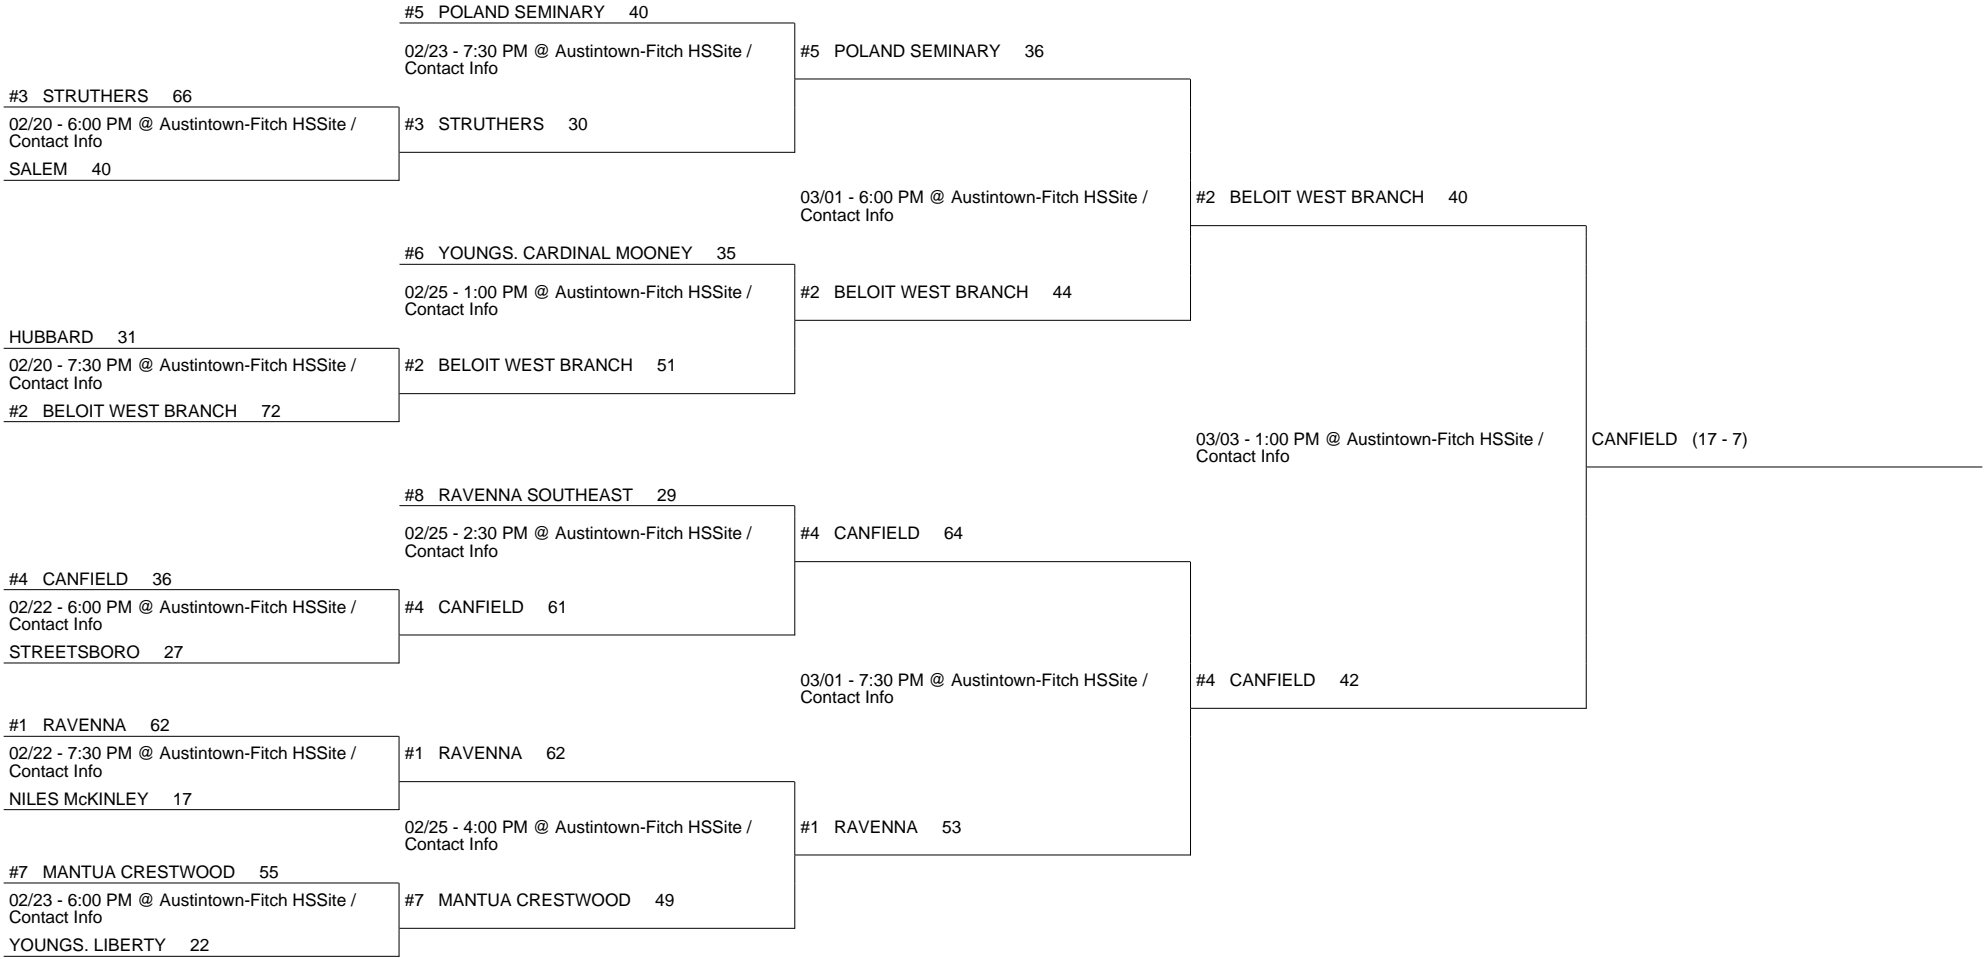 #5 POLAND SEMINARY 40
02/23 - 7:30 PM @ Austintown-Fitch HSSite /
Contact Info
#5 POLAND SEMINARY 36
#3 STRUTHERS 66
02/20 - 6:00 PM @ Austintown-Fitch HSSite /
Contact Info
#3 STRUTHERS 30
SALEM 40
03/01 - 6:00 PM @ Austintown-Fitch HSSite /
Contact Info
#2 BELOIT WEST BRANCH 40
#6 YOUNGS. CARDINAL MOONEY 35
02/25 - 1:00 PM @ Austintown-Fitch HSSite /
Contact Info
#2 BELOIT WEST BRANCH 44
HUBBARD 31
02/20 - 7:30 PM @ Austintown-Fitch HSSite /
Contact Info
#2 BELOIT WEST BRANCH 51
#2 BELOIT WEST BRANCH 72
03/03 - 1:00 PM @ Austintown-Fitch HSSite /
Contact Info
CANFIELD (17 - 7)
#8 RAVENNA SOUTHEAST 29
02/25 - 2:30 PM @ Austintown-Fitch HSSite /
Contact Info
#4 CANFIELD 64
#4 CANFIELD 36
02/22 - 6:00 PM @ Austintown-Fitch HSSite /
Contact Info
#4 CANFIELD 61
STREETSBORO 27
03/01 - 7:30 PM @ Austintown-Fitch HSSite /
Contact Info
#4 CANFIELD 42
#1 RAVENNA 62
02/22 - 7:30 PM @ Austintown-Fitch HSSite /
Contact Info
#1 RAVENNA 62
NILES McKINLEY 17
02/25 - 4:00 PM @ Austintown-Fitch HSSite /
Contact Info
#1 RAVENNA 53
#7 MANTUA CRESTWOOD 55
02/23 - 6:00 PM @ Austintown-Fitch HSSite /
Contact Info
#7 MANTUA CRESTWOOD 49
YOUNGS. LIBERTY 22